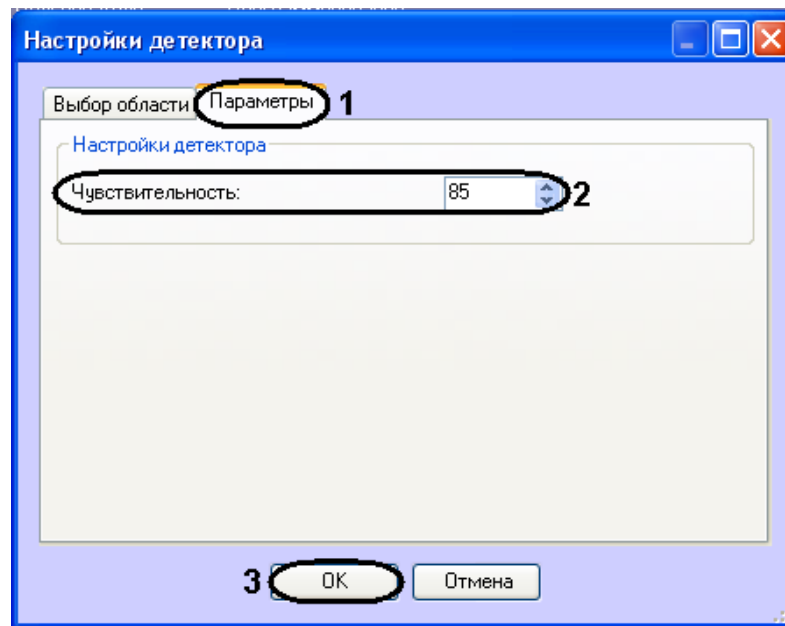 Настройки детектора
Выбор области Параметры 1
Настройки детектора
Чувствительность: 85 2
3 OK Отмена